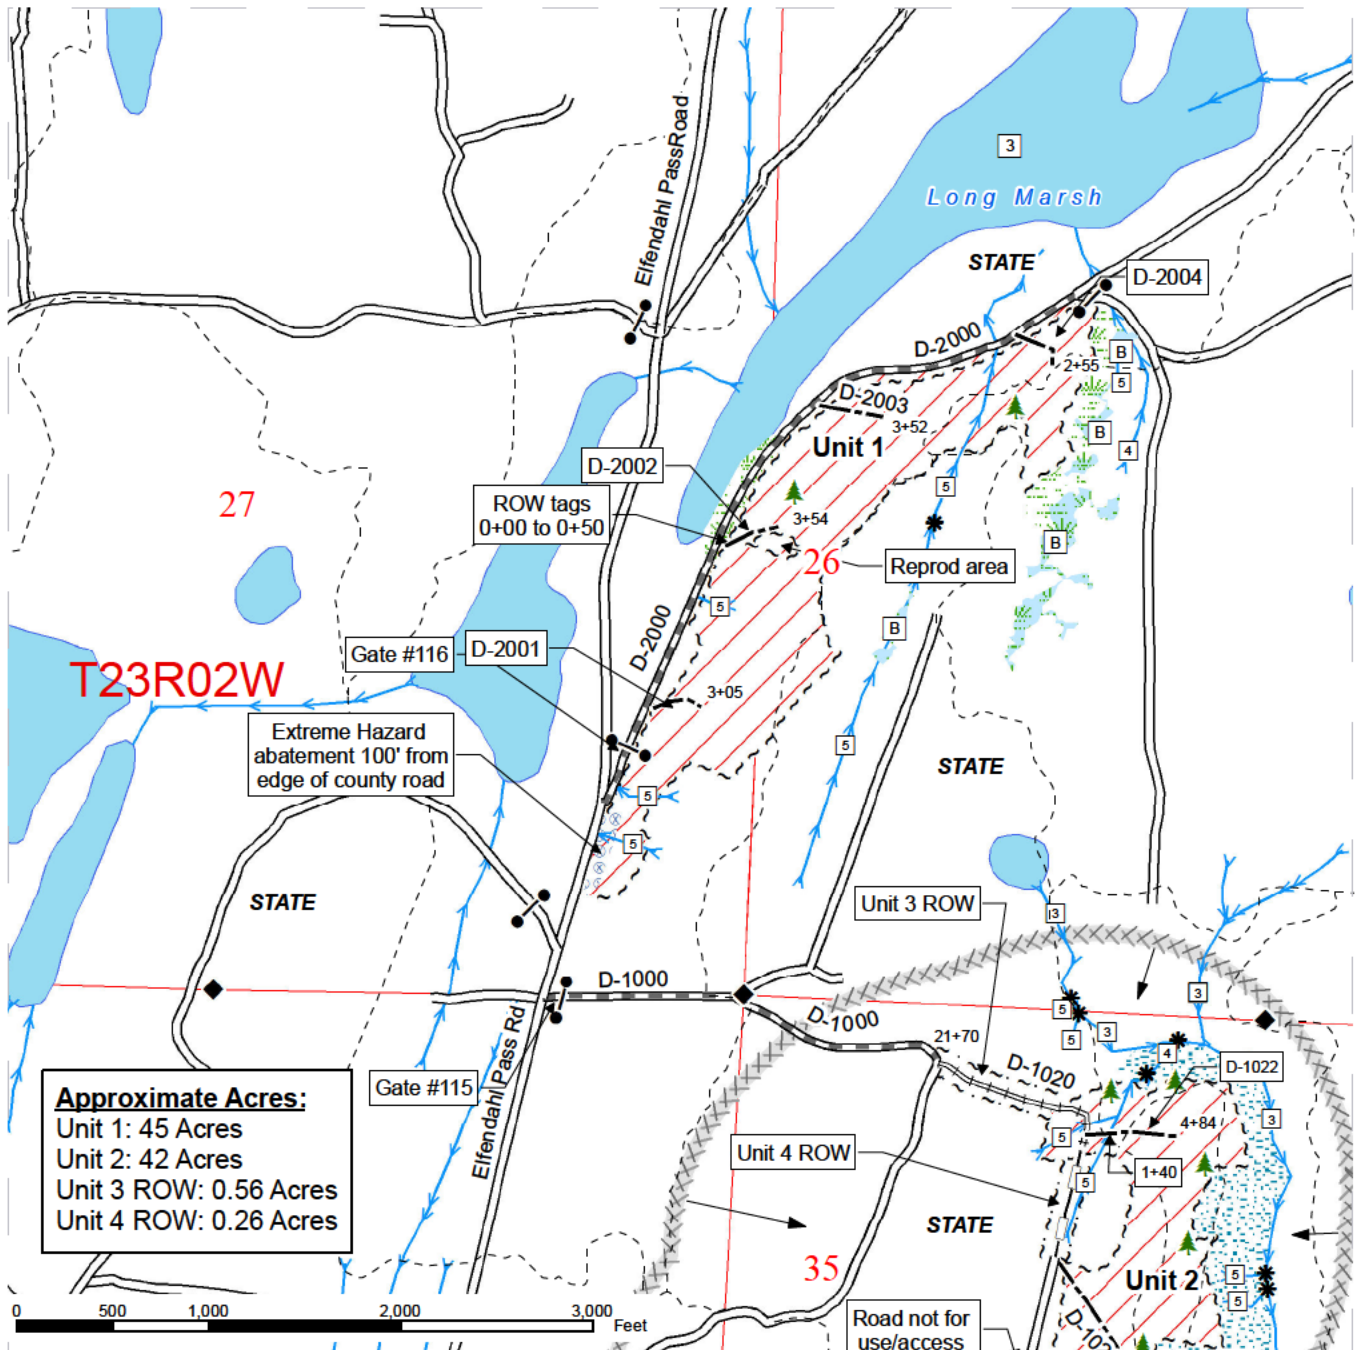 Elfendahl PassRoad
3
Long Marsh
STATE
D-2004
D-2000
B
2+55
5
D-2003
3+52
Unit 1
B
4
D-2002
27
ROW tags
0+00 to 0+50
3+54
5
26
Reprod area
B
5
D-2000
B
Gate #116
D-2001
T23R02W
3+05
Extreme Hazard
abatement 100' from
edge of county road
5
STATE
5
5
STATE
Unit 3 ROW
3
D-1000
3
D-1000
5
3
21+70
5
4
D-1020
D-1022
Elfendahl Pass Rd
Gate #115
3
4+84
5
Unit 4 ROW
1+40
5
STATE
35
Unit 2
5
5
Road not for
use/access
Approximate Acres:
Unit 1: 45 Acres
Unit 2: 42 Acres
Unit 3 ROW: 0.56 Acres
Unit 4 ROW: 0.26 Acres
0 500 1,000 2,000 3,000
Feet